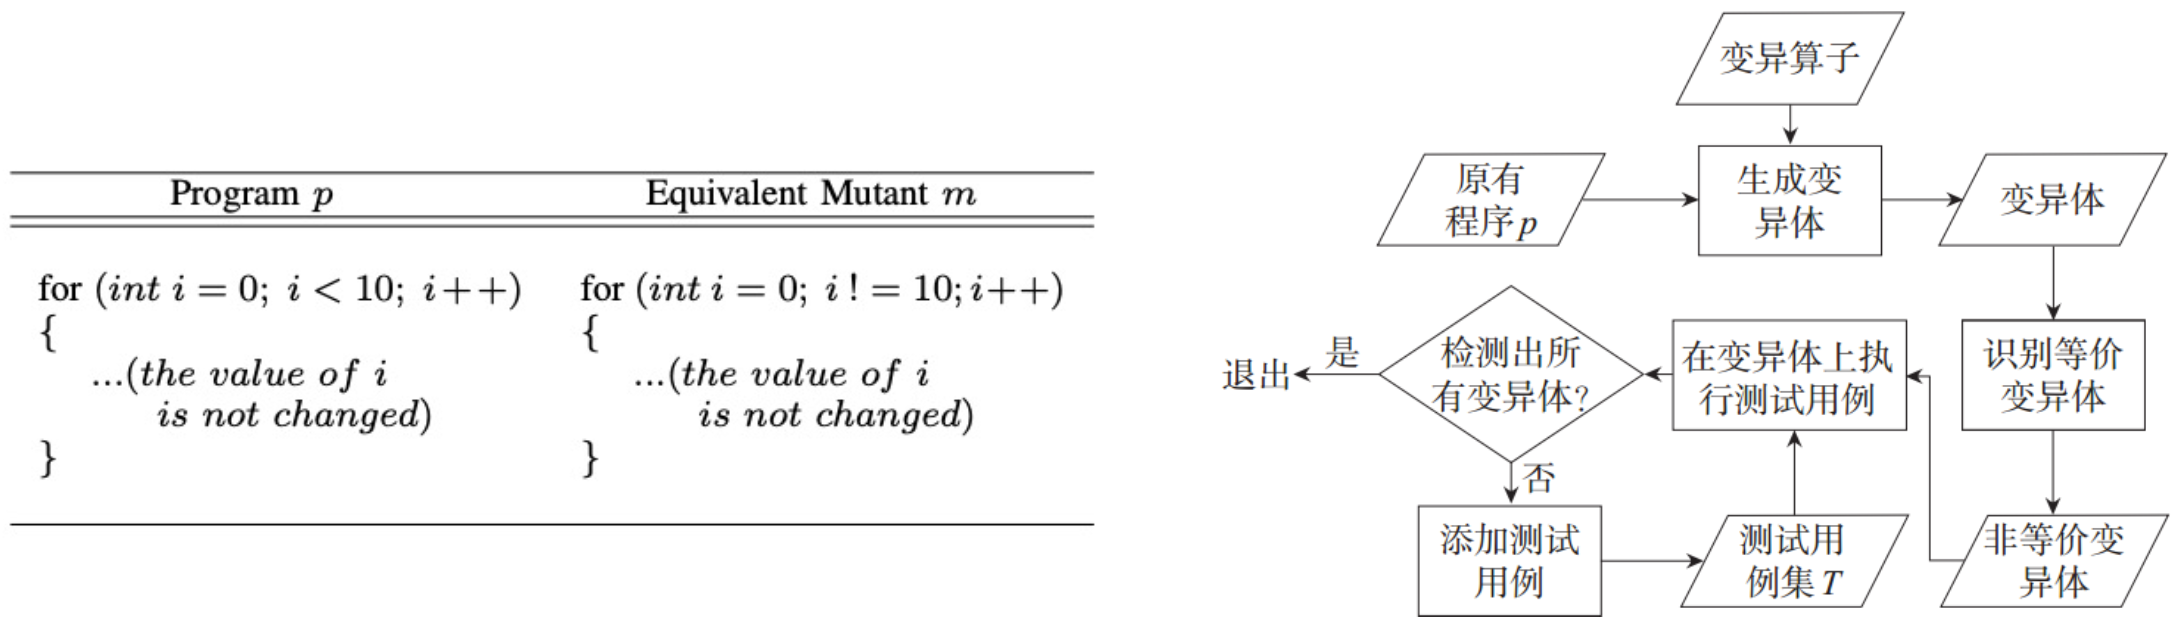 Program p
Equivalent Mutant m
for (int i = 0; i < 10; i++)
{
...(the value of i
is not changed)
}
for (int i = 0; i ! = 10; i++)
{
...(the value of i
is not changed)
}
变异算子
原有
程序p
生成变
异体
变异体
识别等价
变异体
非等价变
异体
在变异体上执
行测试用例
检测出所
有变异体?
是
退出
否
添加测试
用例
测试用
例集T